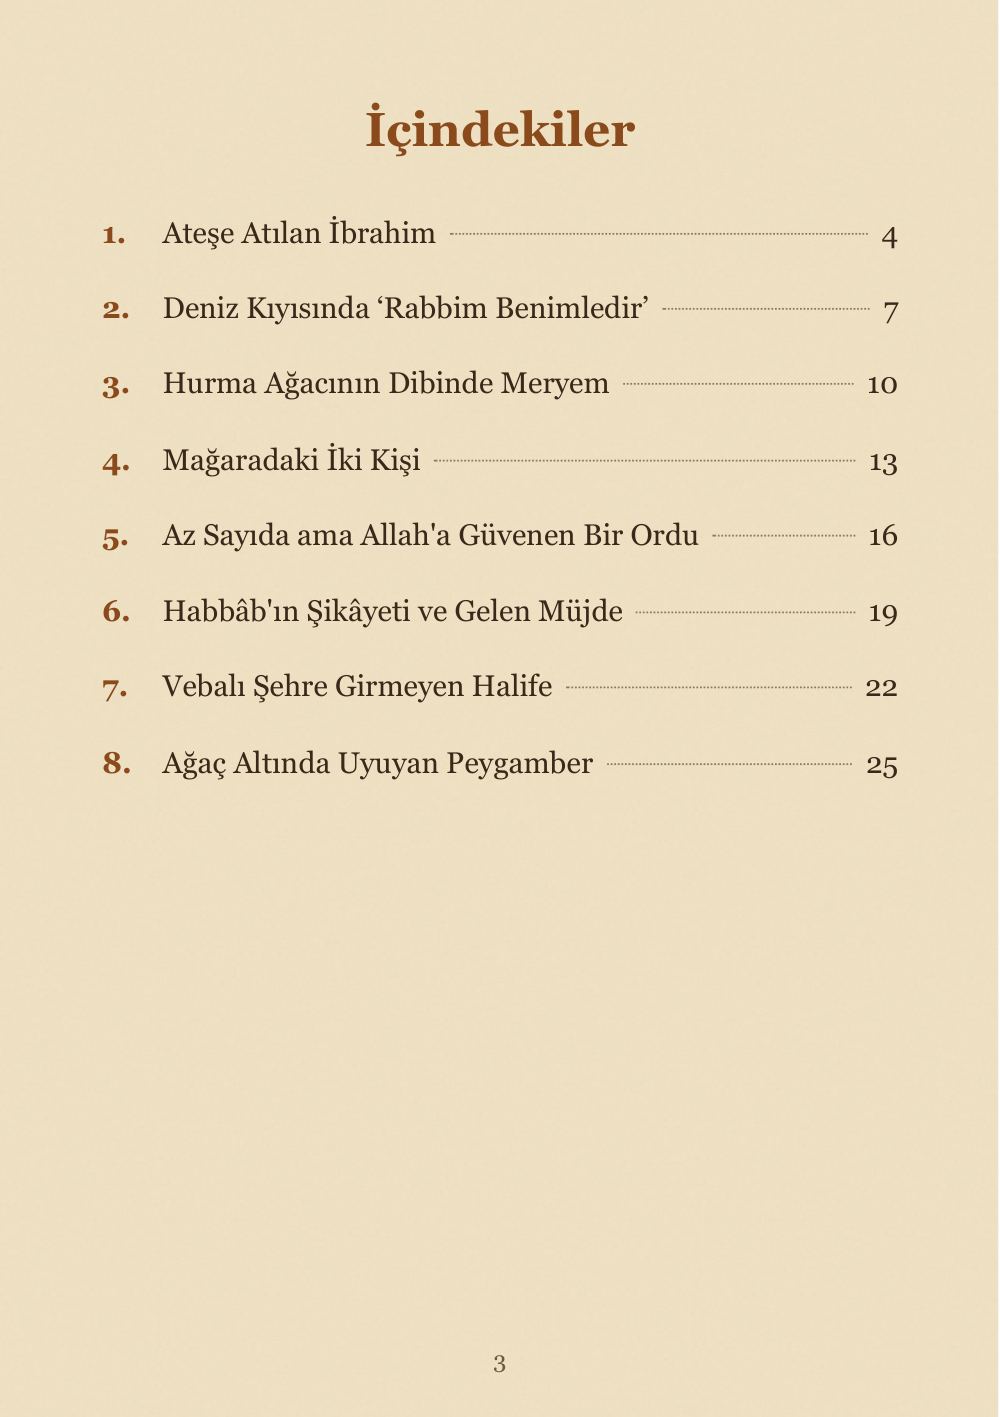 İçindekiler
1. Ateşe Atılan İbrahim 4
2. Deniz Kıyısında ‘Rabbim Benimledir’ 7
3. Hurma Ağacının Dibinde Meryem 10
4. Mağaradaki İki Kişi 13
5. Az Sayıda ama Allah'a Güvenen Bir Ordu 16
6. Habbâb'ın Şikâyeti ve Gelen Müjde 19
7. Vebalı Şehre Girmeyen Halife 22
8. Ağaç Altında Uyuyan Peygamber 25
3